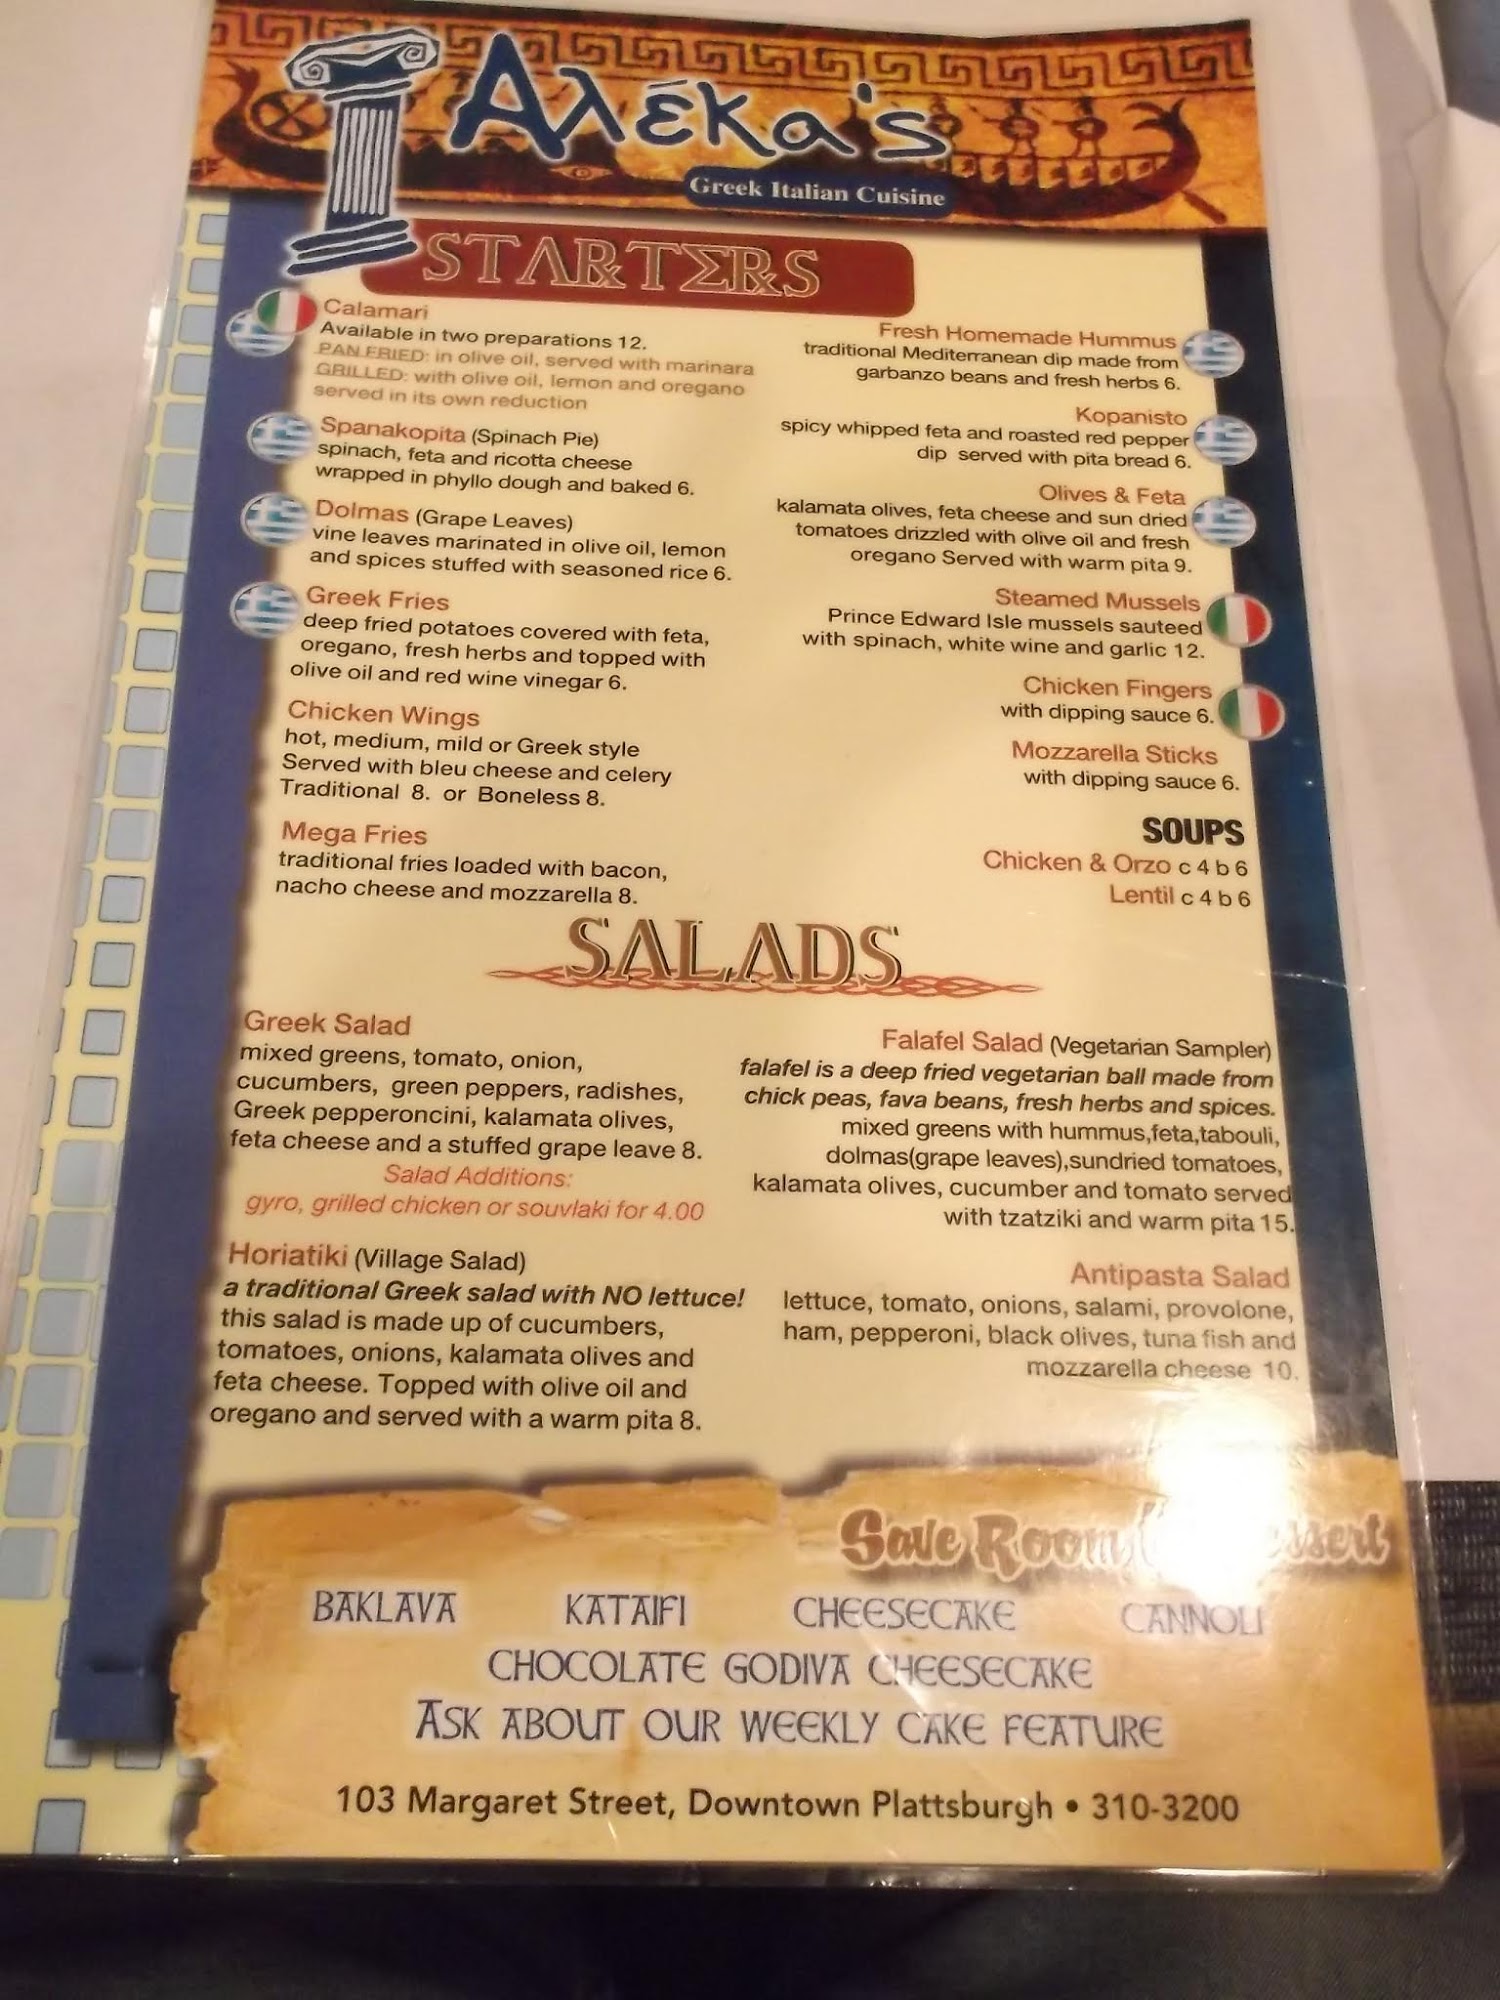 Aλέκα's
Greek Italian Cuisine
STARTERS
Calamari
Available in two preparations 12.
PAN FRIED: in olive oil, served with marinara
GRILLED: with olive oil, lemon and oregano
served in its own reduction
Spanakopita (Spinach Pie)
spinach, feta and ricotta cheese
wrapped in phyllo dough and baked 6.
Dolmas (Grape Leaves)
vine leaves marinated in olive oil, lemon
and spices stuffed with seasoned rice 6.
Greek Fries
deep fried potatoes covered with feta,
oregano, fresh herbs and topped with
olive oil and red wine vinegar 6.
Chicken Wings
hot, medium, mild or Greek style
Served with bleu cheese and celery
Traditional 8. or Boneless 8.
Mega Fries
traditional fries loaded with bacon,
nacho cheese and mozzarella 8.
Fresh Homemade Hummus
traditional Mediterranean dip made from
garbanzo beans and fresh herbs 6.
Kopanisto
spicy whipped feta and roasted red pepper
dip served with pita bread 6.
Olives & Feta
kalamata olives, feta cheese and sun dried
tomatoes drizzled with olive oil and fresh
oregano Served with warm pita 9.
Steamed Mussels
Prince Edward Isle mussels sauteed
with spinach, white wine and garlic 12.
Chicken Fingers
with dipping sauce 6.
Mozzarella Sticks
with dipping sauce 6.
SOUPS
Chicken & Orzo c 4 b 6
Lentil c 4 b 6
SALADS
Greek Salad
mixed greens, tomato, onion,
cucumbers, green peppers, radishes,
Greek pepperoncini, kalamata olives,
feta cheese and a stuffed grape leave 8.
Salad Additions:
gyro, grilled chicken or souvlaki for 4.00
Horiatiki (Village Salad)
a traditional Greek salad with NO lettuce!
this salad is made up of cucumbers,
tomatoes, onions, kalamata olives and
feta cheese. Topped with olive oil and
oregano and served with a warm pita 8.
Falafel Salad (Vegetarian Sampler)
falafel is a deep fried vegetarian ball made from
chick peas, fava beans, fresh herbs and spices.
mixed greens with hummus,feta,tabouli,
dolmas(grape leaves),sundried tomatoes,
kalamata olives, cucumber and tomato served
with tzatziki and warm pita 15.
Antipasta Salad
lettuce, tomato, onions, salami, provolone,
ham, pepperoni, black olives, tuna fish and
mozzarella cheese 10.
Save Room
BAKLAVA KATAIFI CHEESECAKE CANNOLI
CHOCOLATE GODIVA CHEESECAKE
ASK ABOUT OUR WEEKLY CAKE FEATURE
103 Margaret Street, Downtown Plattsburgh • 310-3200